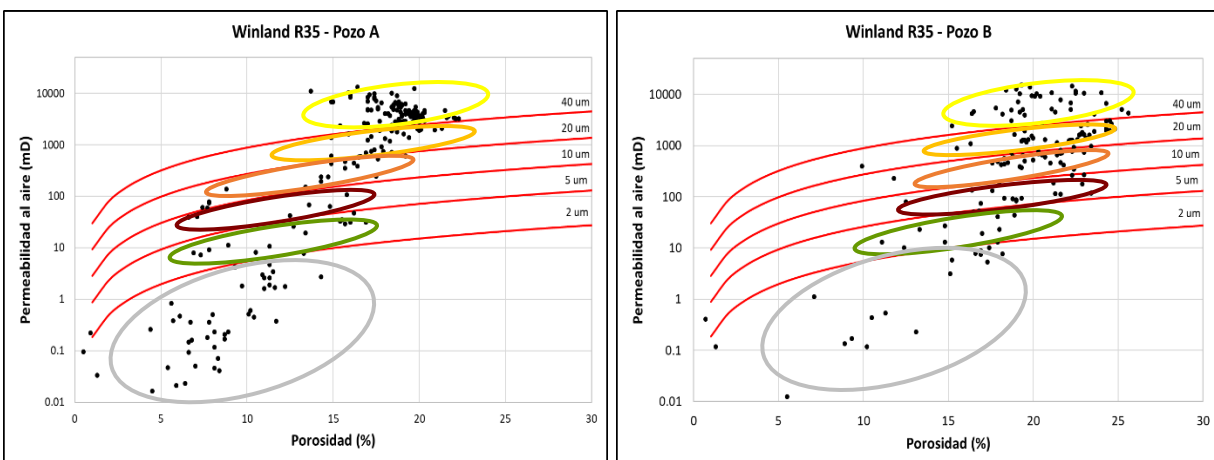 Winland R35 - Pozo A
Permeabilidad al aire (mD)
10000
1000
100
10
1
0.1
0.01
40 um
20 um
10 um
5 um
2 um
0
5
10
15
20
25
30
Porosidad (%)
Winland R35 - Pozo B
Permeabilidad al aire (mD)
10000
1000
100
10
1
0.1
0.01
40 um
20 um
10 um
5 um
2 um
0
5
10
15
20
25
30
Porosidad (%)